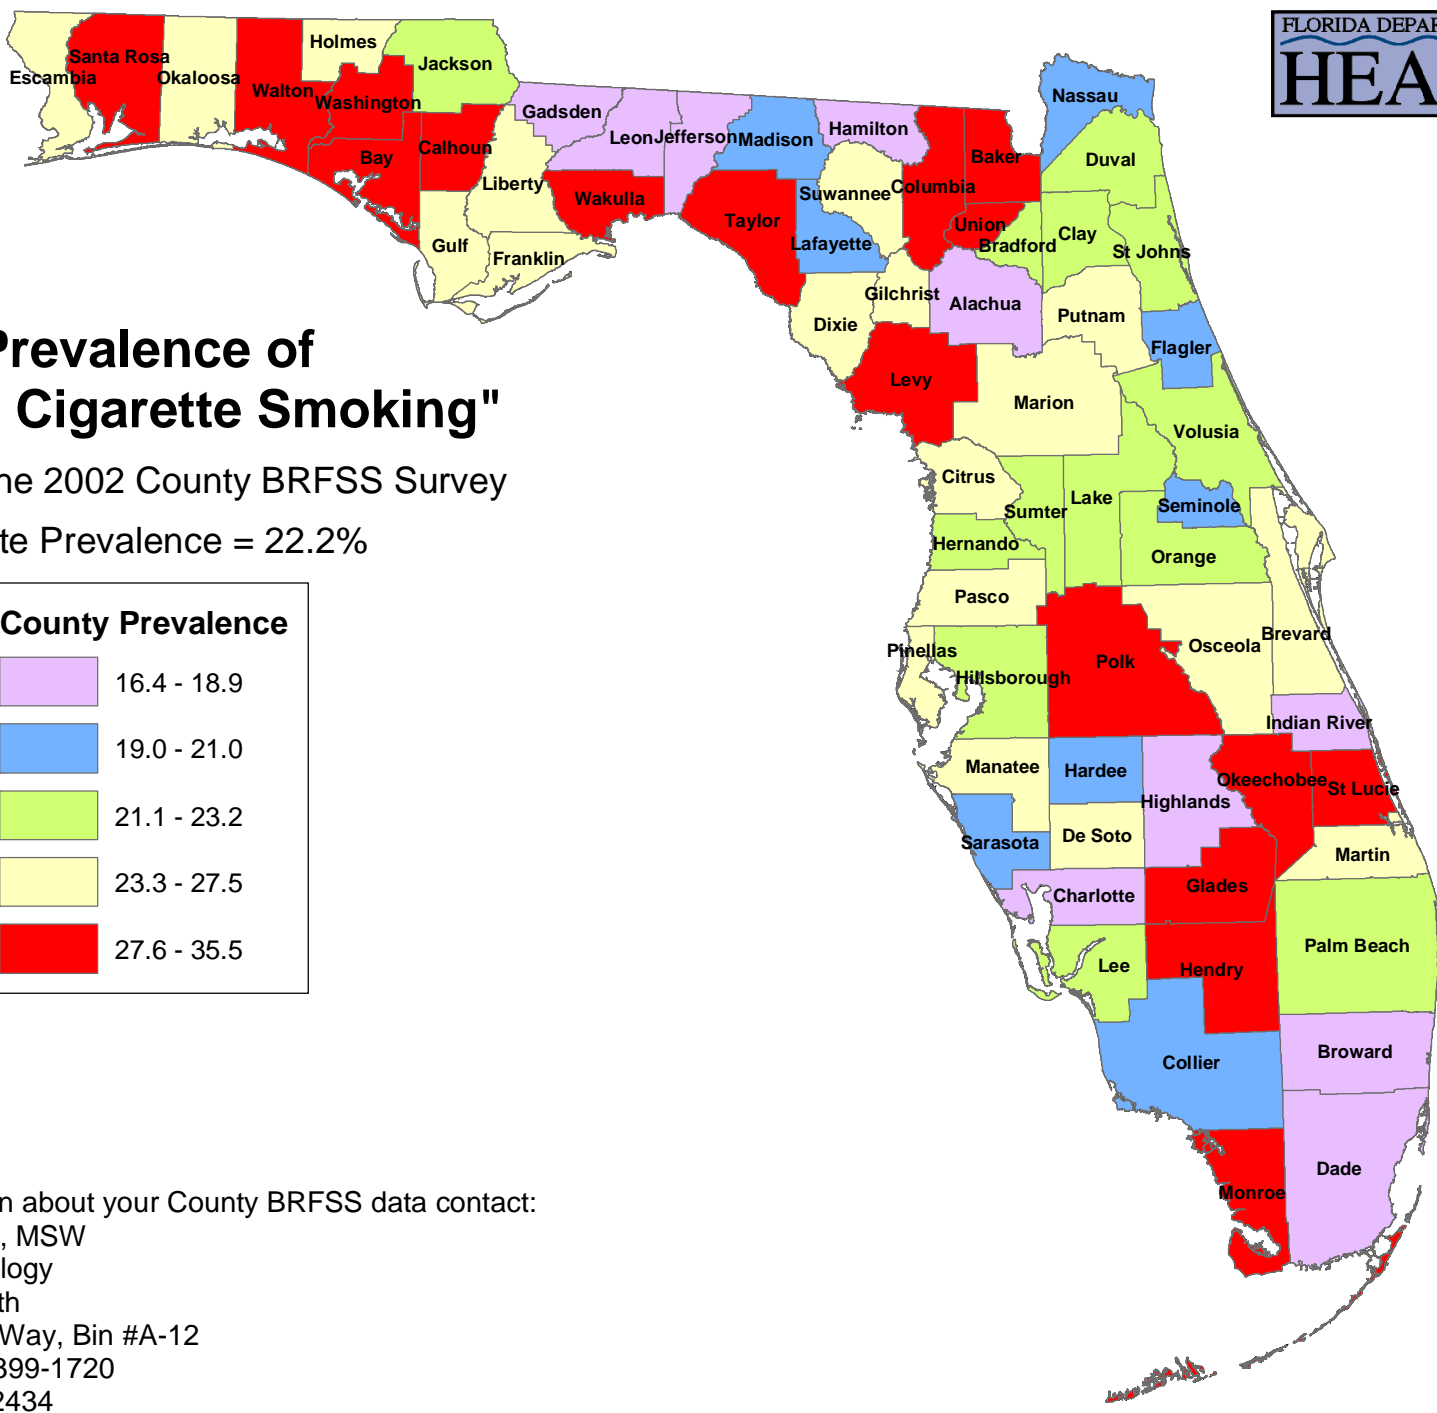 FLORIDA DEPAR
HEA
Escambia
Santa Rosa
Okaloosa
Walton
Holmes
Washington
Jackson
Bay
Calhoun
Gulf
Liberty
Franklin
Gadsden
Leon
Wakulla
Jefferson
Madison
Taylor
Hamilton
Suwannee
Lafayette
Dixie
Gilchrist
Columbia
Baker
Union
Bradford
Nassau
Duval
Clay
St Johns
Alachua
Putnam
Flagler
Levy
Marion
Volusia
Citrus
Sumter
Lake
Seminole
Orange
Hernando
Pasco
Pinellas
Hillsborough
Polk
Osceola
Brevard
Indian River
Manatee
Hardee
Highlands
Okeechobee
St Lucie
Sarasota
De Soto
Martin
Charlotte
Glades
Lee
Hendry
Palm Beach
Collier
Broward
Monroe
Dade
Prevalence of
Cigarette Smoking"
ne 2002 County BRFSS Survey
te Prevalence = 22.2%
County Prevalence
16.4 - 18.9
19.0 - 21.0
21.1 - 23.2
23.3 - 27.5
27.6 - 35.5
n about your County BRFSS data contact:
, MSW
logy
th
Way, Bin #A-12
399-1720
2434